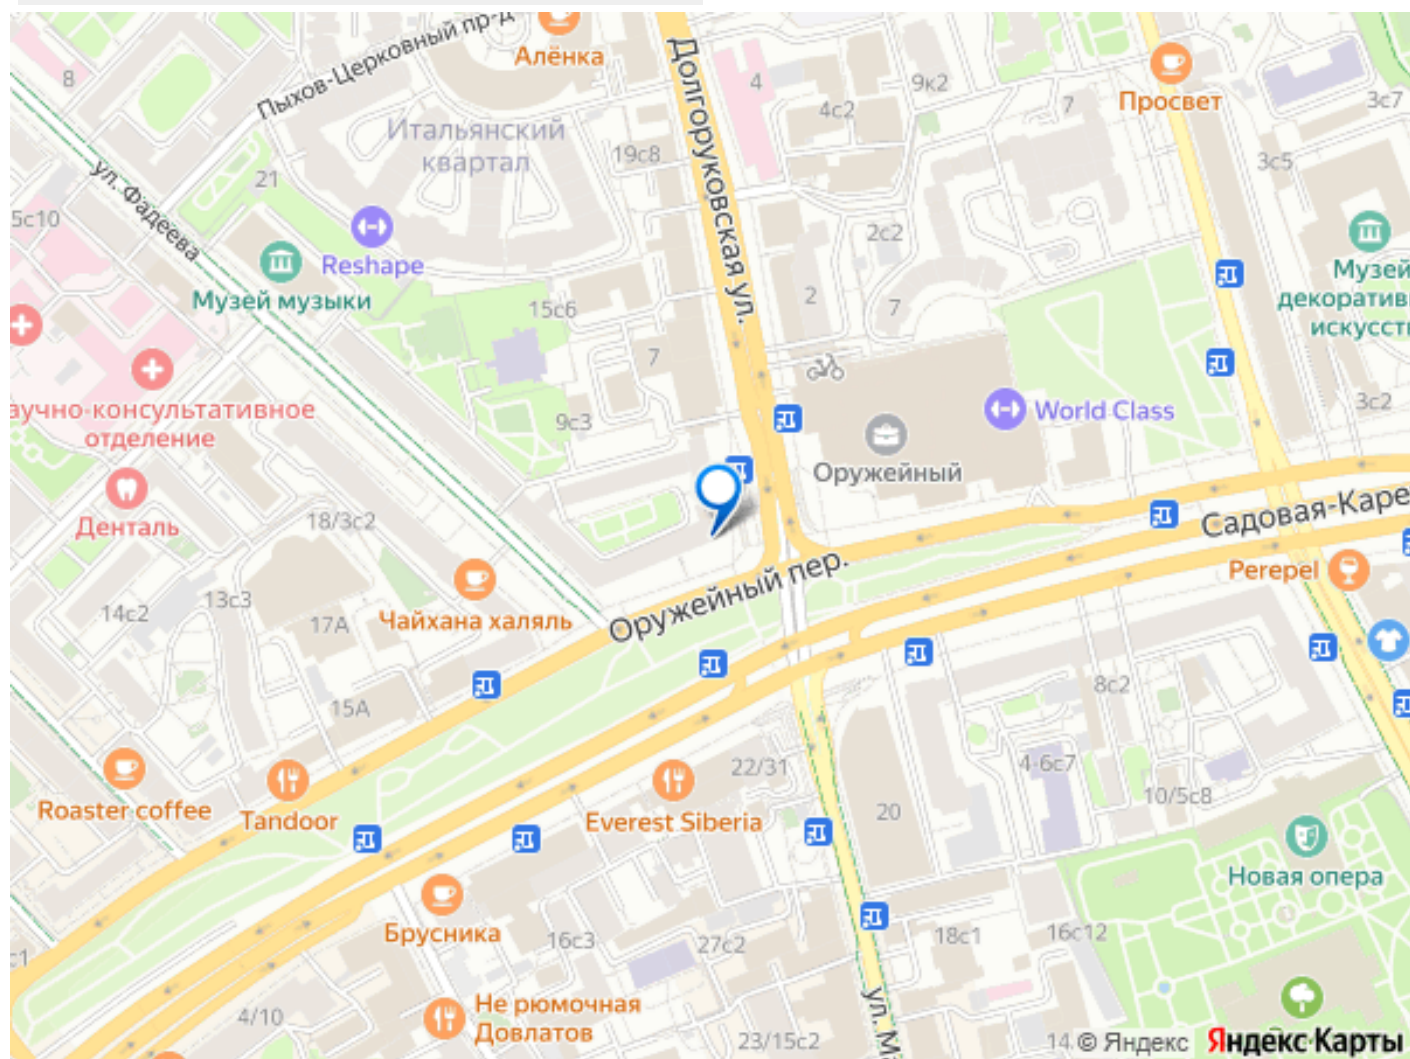 Пыхов-Церковный пр-д
Алёнка
Долгоруковская ул.
8
4
9к2
4с2
7
Просвет
3с7
Итальянский
квартал
19с8
3с5
21
ул. Фадеева
5с10
Reshape
2с2
Музей музыки
15с6
2
7
Музей
декоратив
искусст
7
World Class
3с2
аучно-консультативное
отделение
9с3
Оружейный
Денталь
18/3с2
Садовая-Каре
Оружейный пер.
Perepel
13с3
14с2
17А
Чайхана халяль
8с2
15А
22/31
4-6с7
10/5с8
Roaster coffee
Tandoor
Everest Siberia
20
Новая опера
Брусника
16с3
27с2
18с1
16с12
с1
4/10
Не рюмочная
Довлатов
ул. М
23/15с2
14
© Яндекс Яндекс Карты